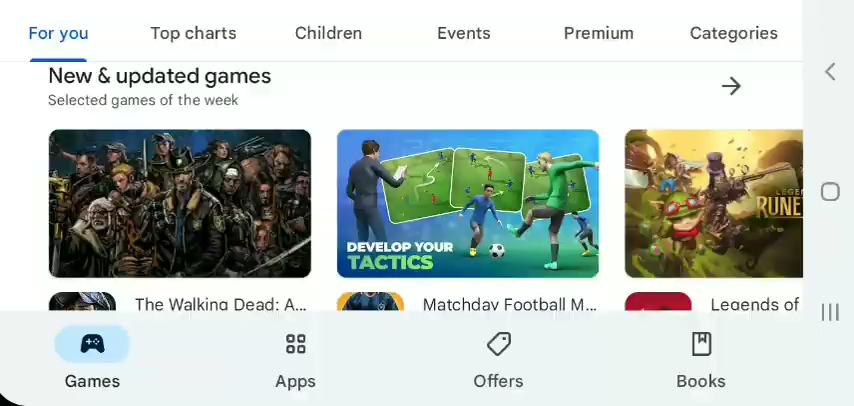 For you Top charts Children Events Premium Categories
New & updated games
Selected games of the week
DEVELOP YOUR
TACTICS
LEGEN
RUNE
The Walking Dead: A...
Matchday Football M...
Legends of
Games Apps Offers Books